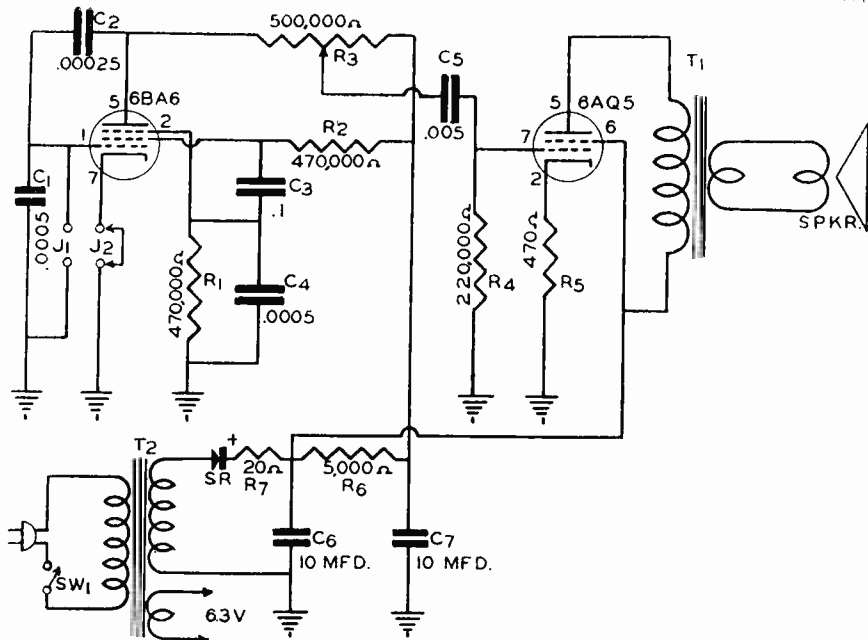 C2
.00025
500,000Ω
R3
C5
.005
T1
5 6BA6
2
1
7
5 6AQ5
6
7
2
R2
470,000Ω
C1
.0005
J1
J2
C3
.1
R1
470,000Ω
C4
.0005
220,000Ω
R4
470Ω
R5
SPKR.
T2
+
SR
20Ω
R7
5,000Ω
R6
C6
10 MFD.
C7
10 MFD.
SW1
6.3V